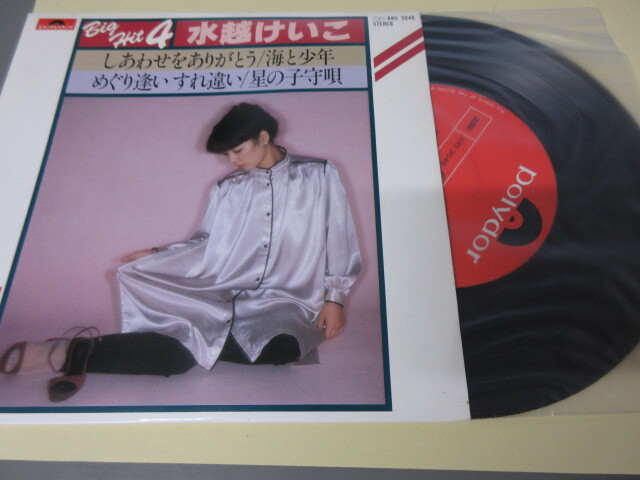 polydor
Big Hit 4
水越けいこ
STEREO
しあわせをありがとう/海と少年
めぐり逢い すれ違い/星の子守唄
polydor